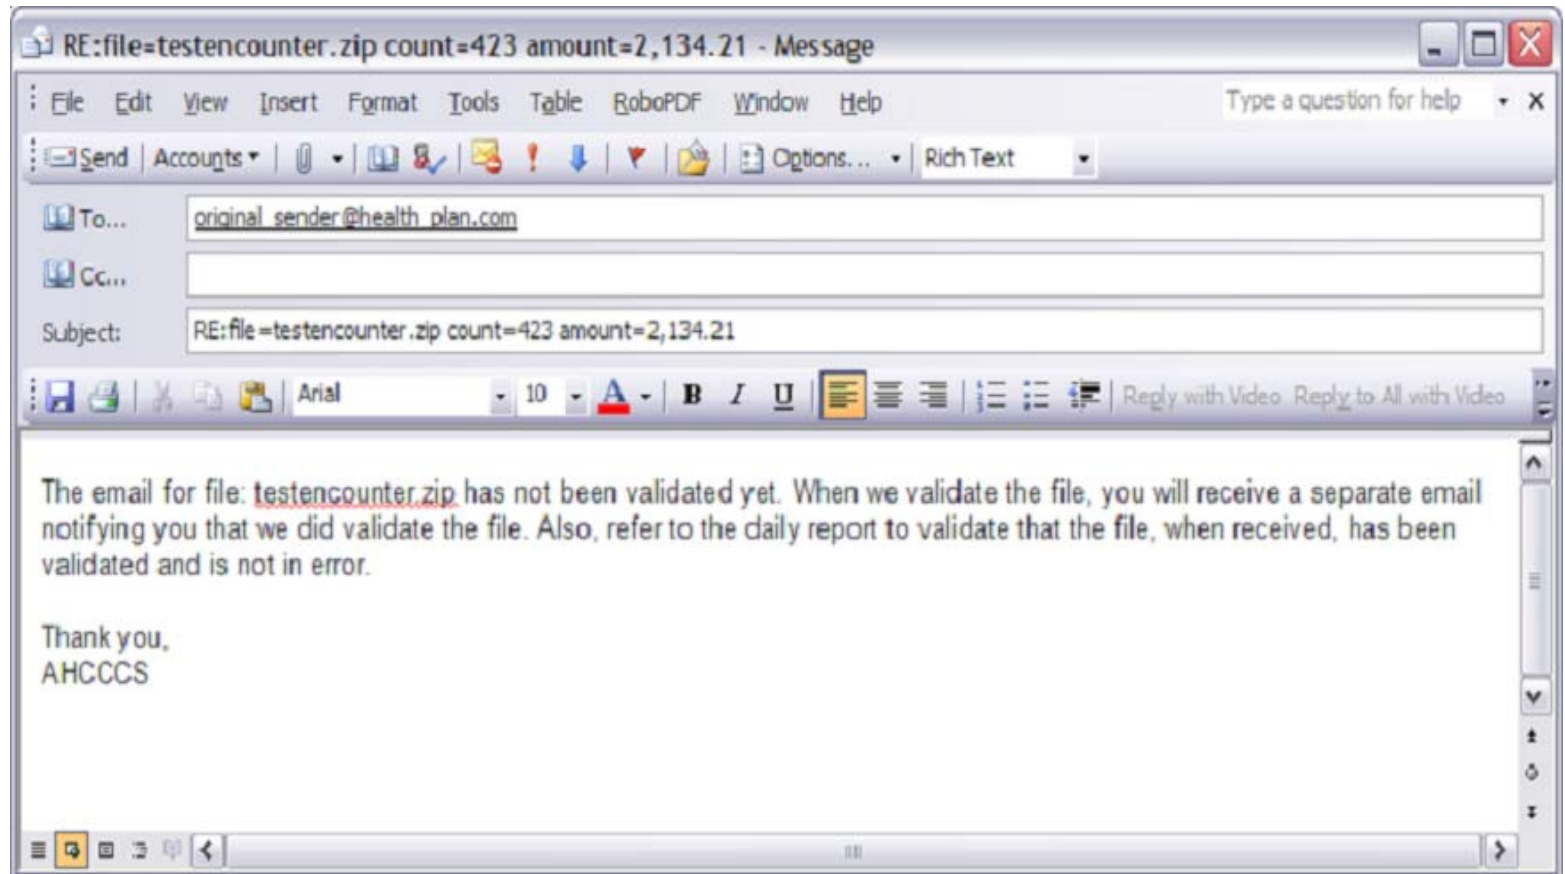 RE:file=testencounter.zip count=423 amount=2,134.21 - Message
File Edit View Insert Format Tools Table RoboPDF Window Help Type a question for help
Send Accounts Options... Rich Text
To... original_sender@health_plan.com
Cc...
Subject: RE:file=testencounter.zip count=423 amount=2,134.21
Arial 10 A B I U Reply with Video Reply to All with Video
The email for file: testencounter.zip has not been validated yet. When we validate the file, you will receive a separate email
notifying you that we did validate the file. Also, refer to the daily report to validate that the file, when received, has been
validated and is not in error.
Thank you,
AHCCCS